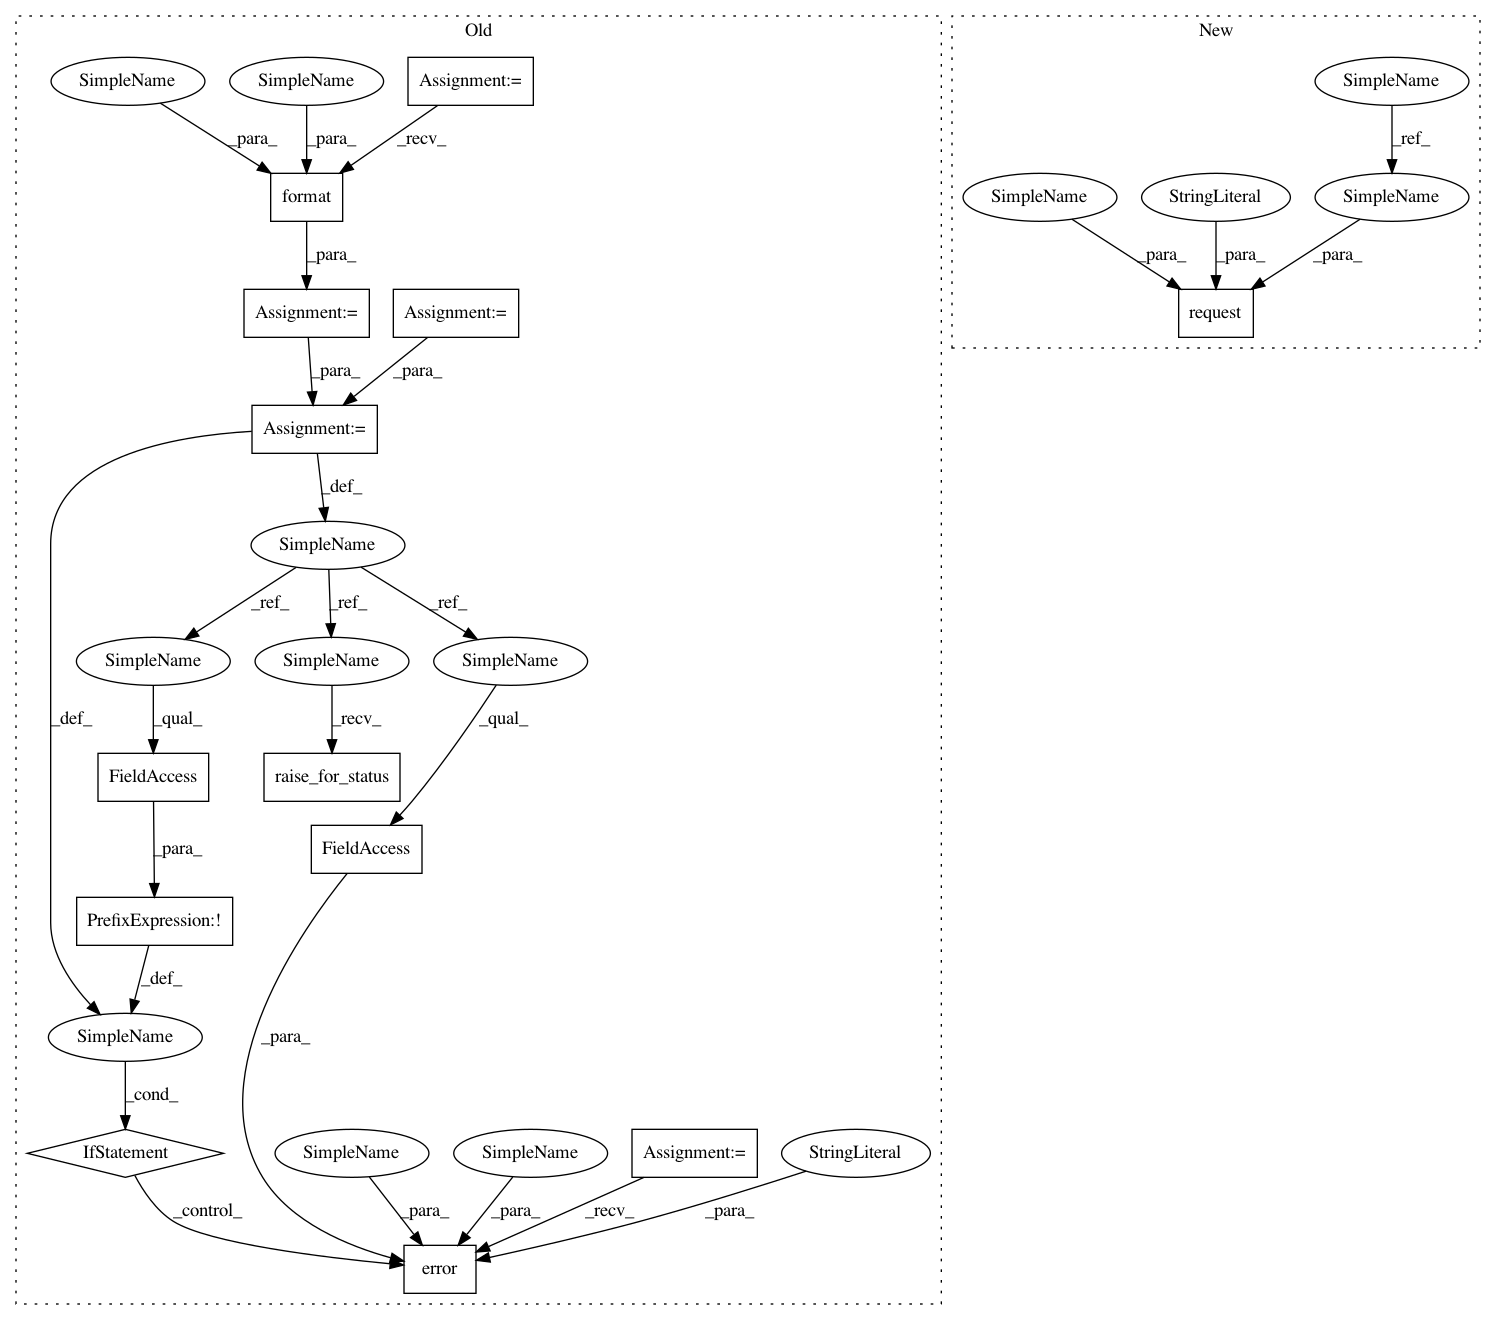 Old
New
SimpleName
SimpleName
Assignment:=
SimpleName
_para_
_para_
_recv_
_ref_
format
SimpleName
StringLiteral
SimpleName
_para_
_para_
_para_
_para_
Assignment:=
Assignment:=
request
_para_
_para_
Assignment:=
_def_
SimpleName
_ref_
_ref_
_ref_
SimpleName
SimpleName
SimpleName
_def_
_qual_
_recv_
_qual_
FieldAccess
raise_for_status
FieldAccess
_para_
PrefixExpression:!
_def_
SimpleName
_para_
_cond_
IfStatement
SimpleName
SimpleName
Assignment:=
StringLiteral
_control_
_para_
_para_
_recv_
_para_
error